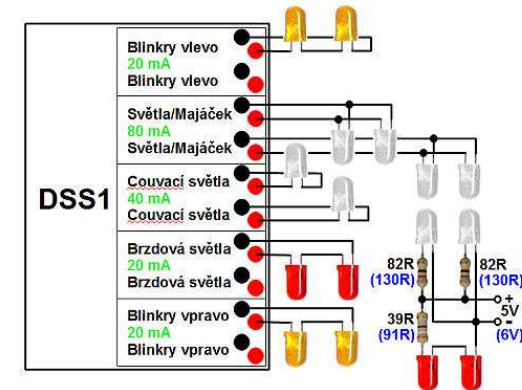 DSS1
Blinkry vlevo
20 mA
Blinkry vlevo
Světla/Majáček
80 mA
Světla/Majáček
Couvací světla
40 mA
Couvací světla
Brzdová světla
20 mA
Brzdová světla
Blinkry vpravo
20 mA
Blinkry vpravo
82R
(130R)
82R
(130R)
39R
(91R)
+
5V
-
(6V)